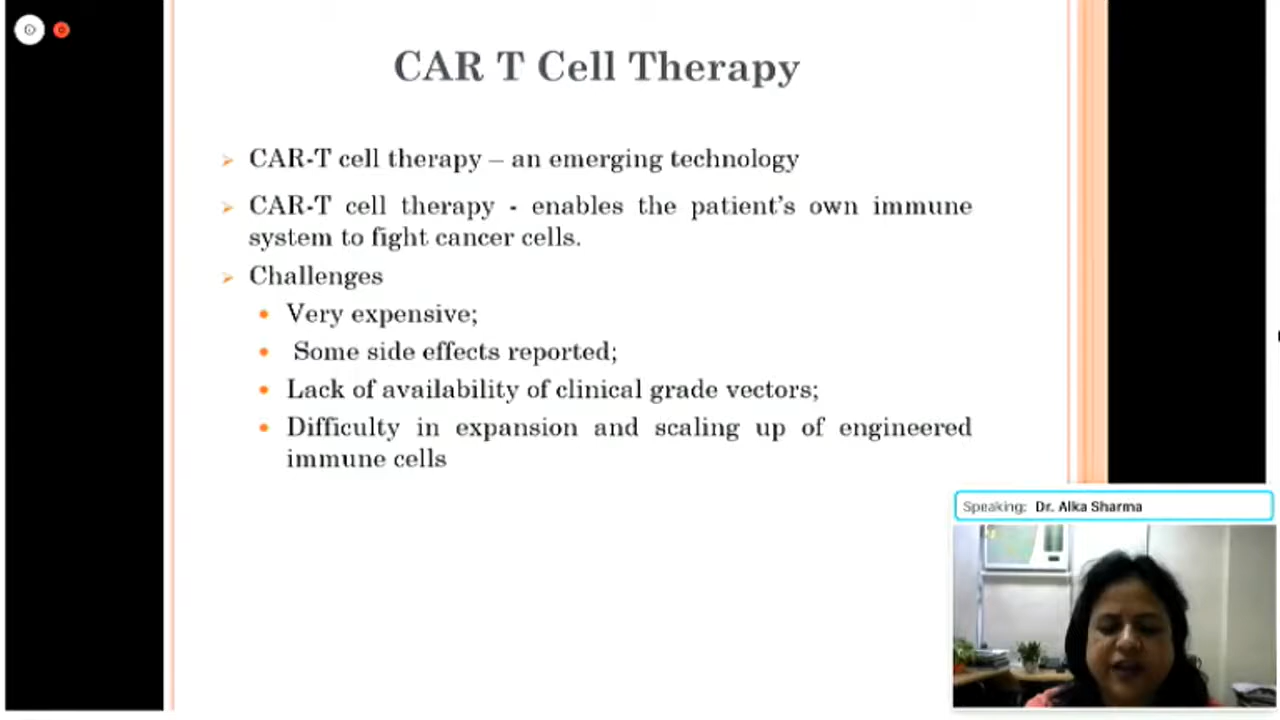 CAR T Cell Therapy
CAR-T cell therapy – an emerging technology
CAR-T cell therapy - enables the patient's own immune
system to fight cancer cells.
Challenges
Very expensive;
Some side effects reported;
Lack of availability of clinical grade vectors;
Difficulty in expansion and scaling up of engineered
immune cells
Speaking: Dr. Alka Sharma